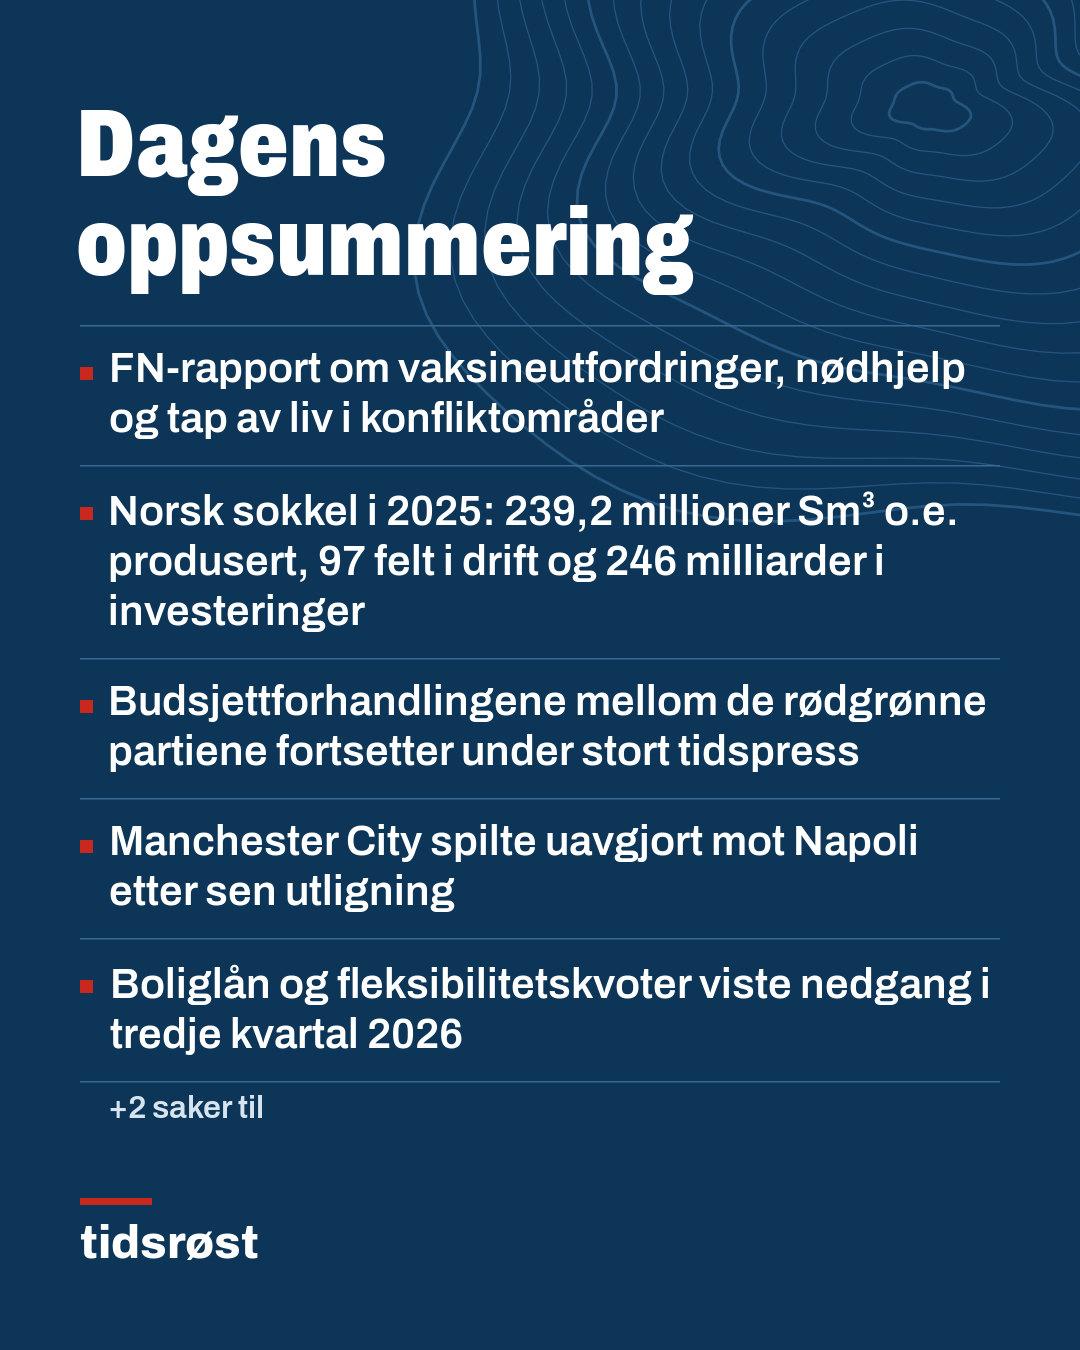 Dagens
oppsummering
FN-rapport om vaksineutfordringer, nødhjelp
og tap av liv i konfliktområder
Norsk sokkel i 2025: 239,2 millioner Sm³ o.e.
produsert, 97 felt i drift og 246 milliarder i
investeringer
Budsjettforhandlingene mellom de rødgrønne
partiene fortsetter under stort tidspress
Manchester City spilte uavgjort mot Napoli
etter sen utligning
Boliglån og fleksibilitetskvoter viste nedgang i
tredje kvartal 2026
+2 saker til
tidsrøst